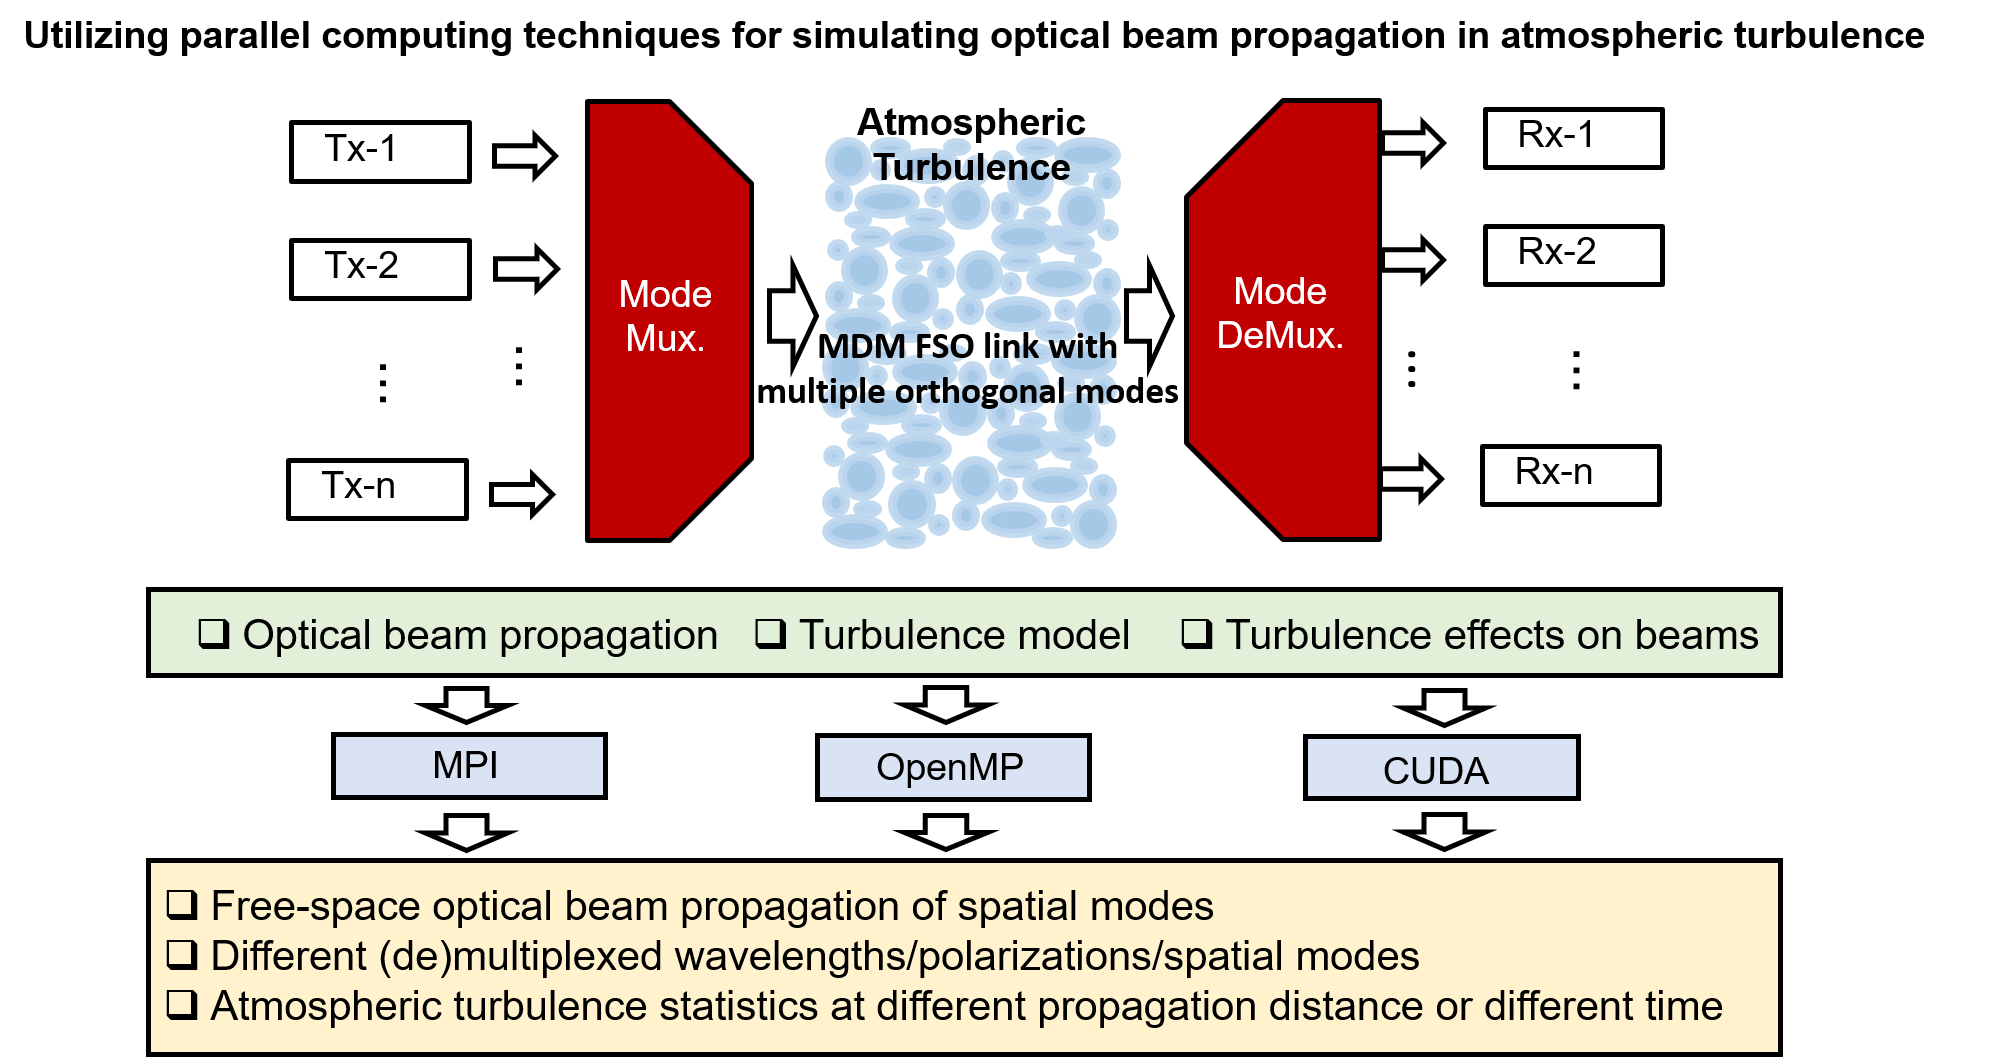 Utilizing parallel computing techniques for simulating optical beam propagation in atmospheric turbulence
Tx-1
Tx-2
⋮
⋮
Tx-n
Mode
Mux.
Atmospheric
Turbulence
MDM FSO link with
multiple orthogonal modes
Mode
DeMux.
Rx-1
Rx-2
⋮
⋮
Rx-n
❑ Optical beam propagation ❑ Turbulence model ❑ Turbulence effects on beams
MPI
OpenMP
CUDA
❑ Free-space optical beam propagation of spatial modes
❑ Different (de)multiplexed wavelengths/polarizations/spatial modes
❑ Atmospheric turbulence statistics at different propagation distance or different time